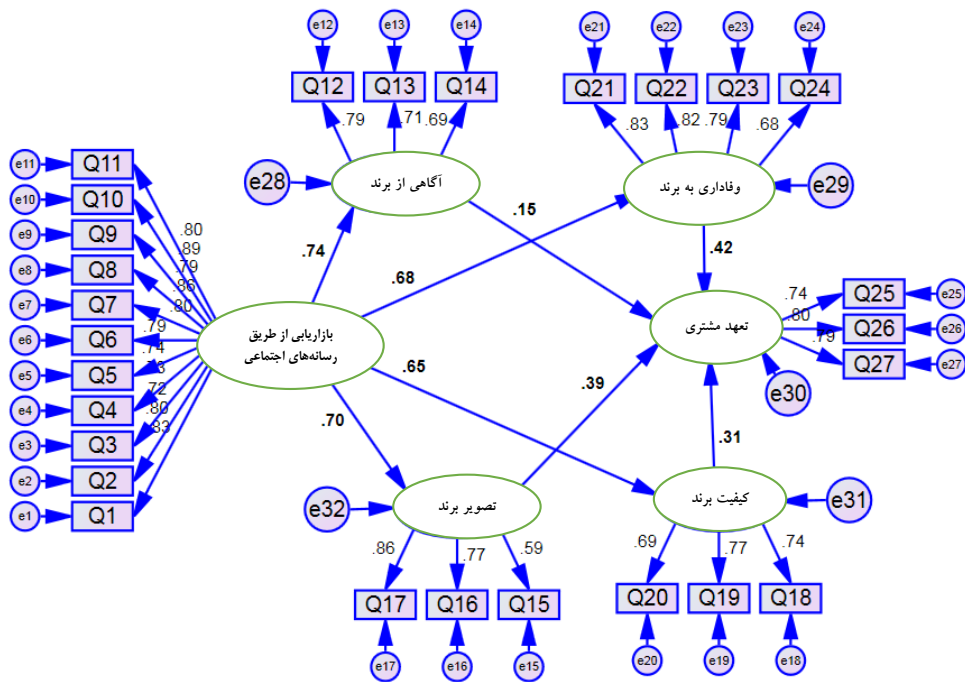 e12 e13 e14
e21 e22 e23 e24
Q12 Q13 Q14
Q21 Q22 Q23 Q24
.79 .71 .69
.83 .82 .79 .68
e11 Q11
e28 آگاهی از برند
وفاداری به برند e29
e10 Q10
e9 Q9
e8 Q8
e7 Q7
e6 Q6
e5 Q5
e4 Q4
e3 Q3
e2 Q2
e1 Q1
.80
.89
.79
.86
.80
.79
.74
.73
.72
.80
.83
بازاریابی از طریق
رسانه‌های اجتماعی
.74
.68
.15
.42
.65
.70
.39
.31
تعهد مشتری
.74 Q25 e25
.80 Q26 e26
.79 Q27 e27
e30
e32 تصویر برند
کیفیت برند e31
.86 .77 .59
.69 .77 .74
Q17 Q16 Q15
Q20 Q19 Q18
e17 e16 e15
e20 e19 e18